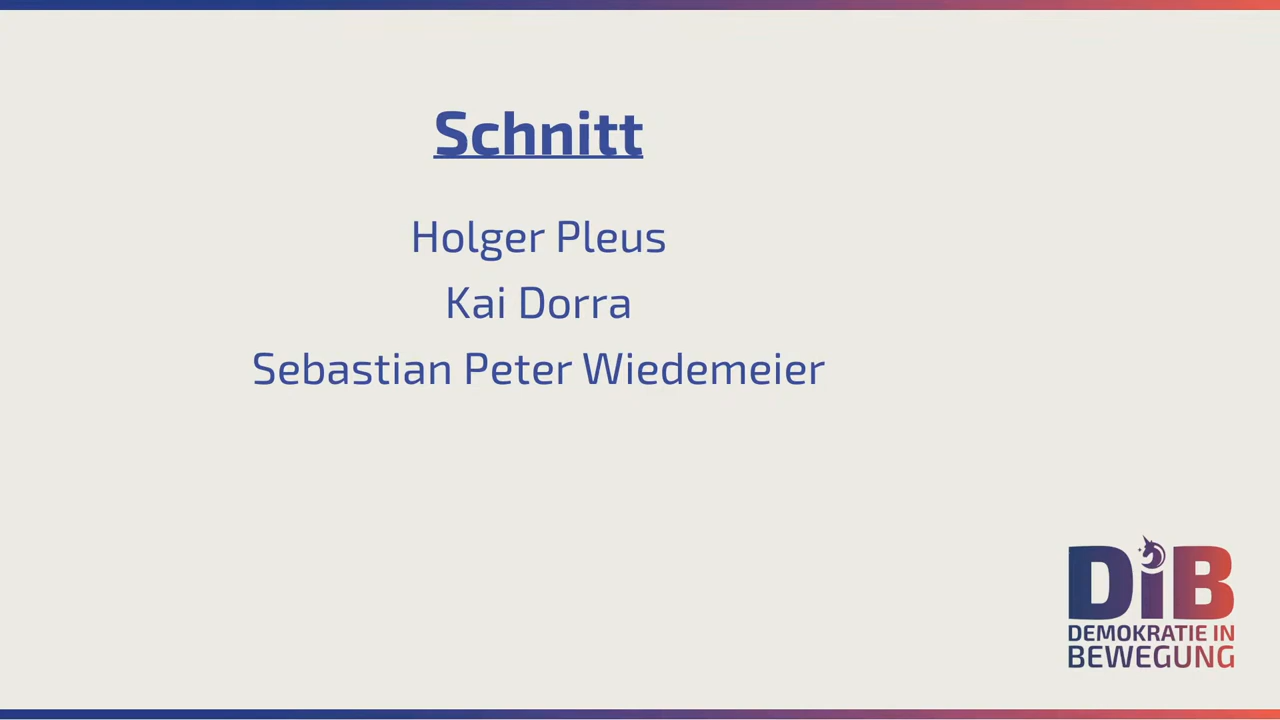 Schnitt
Holger Pleus
Kai Dorra
Sebastian Peter Wiedemeier
DiB
DEMOKRATIE IN
BEWEGUNG